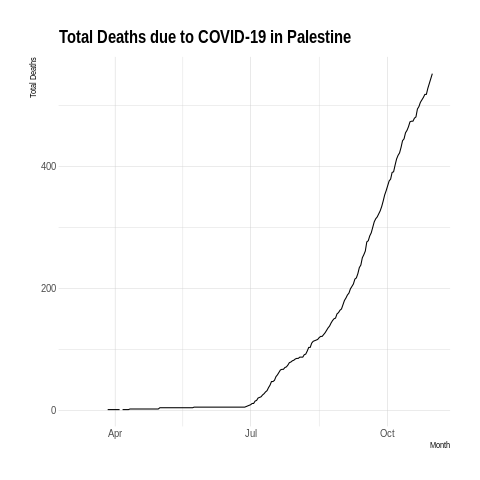 Total Deaths due to COVID-19 in Palestine
Total Deaths
400
200
0
Apr Jul Oct
Month